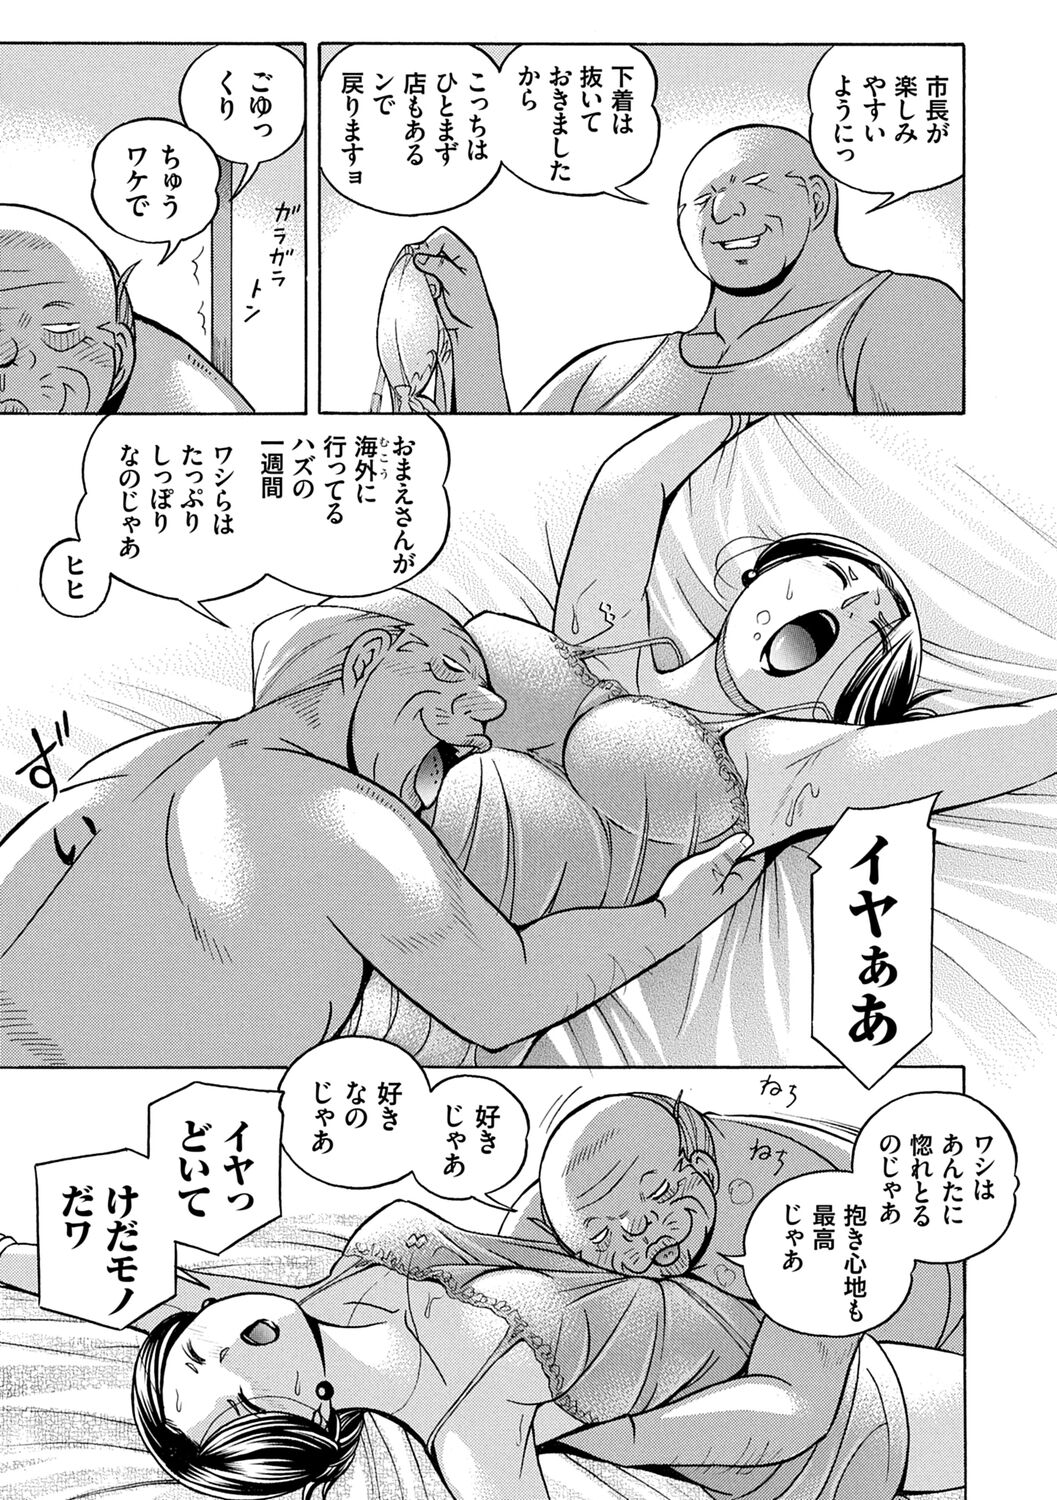 市長が
楽しみ
やすい
ようにっ
下着は
抜いて
おきました
から
こっちは
ひとまず
店もある
ンで
戻りますョ
ごゆっ
くり
ちゅう
ワケで
ガラガラ
トン
おまえさんが
海外に
むこう
行ってる
ハズの
一週間
ワシらは
たっぷり
しっぽり
なのじゃあ
ヒヒ
ずい
イヤぁあ
ワシは
あんたに
惚れとる
のじゃあ
抱き心地も
最高
じゃあ
ねろ
ねろ
好き
じゃあ
好き
なの
じゃあ
イヤっ
どいて
けだモノ
だワ